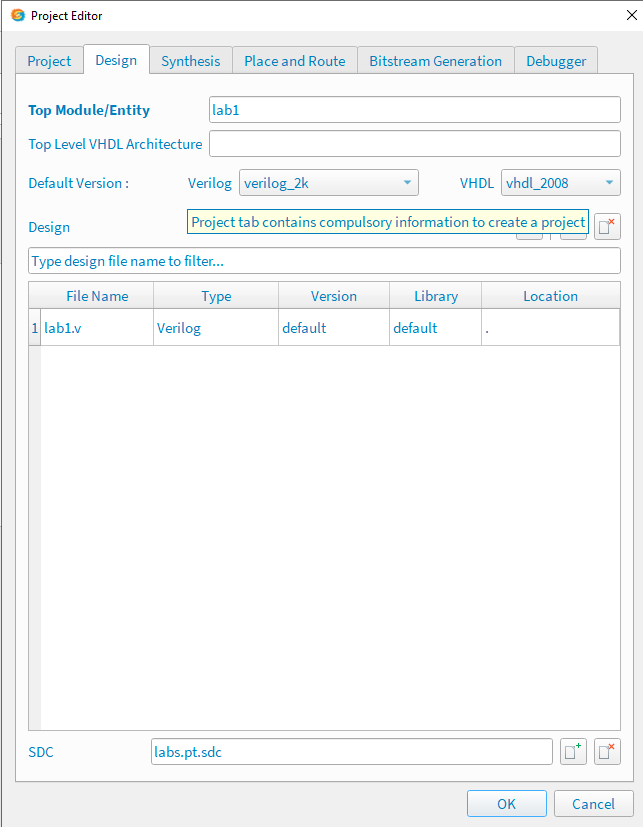 Project Editor
Project Design Synthesis Place and Route Bitstream Generation Debugger
Top Module/Entity lab1
Top Level VHDL Architecture
Default Version : Verilog verilog_2k VHDL vhdl_2008
Project tab contains compulsory information to create a project
Design
Type design file name to filter...
File Name Type Version Library Location
1 lab1.v Verilog default default .
SDC labs.pt.sdc
OK Cancel